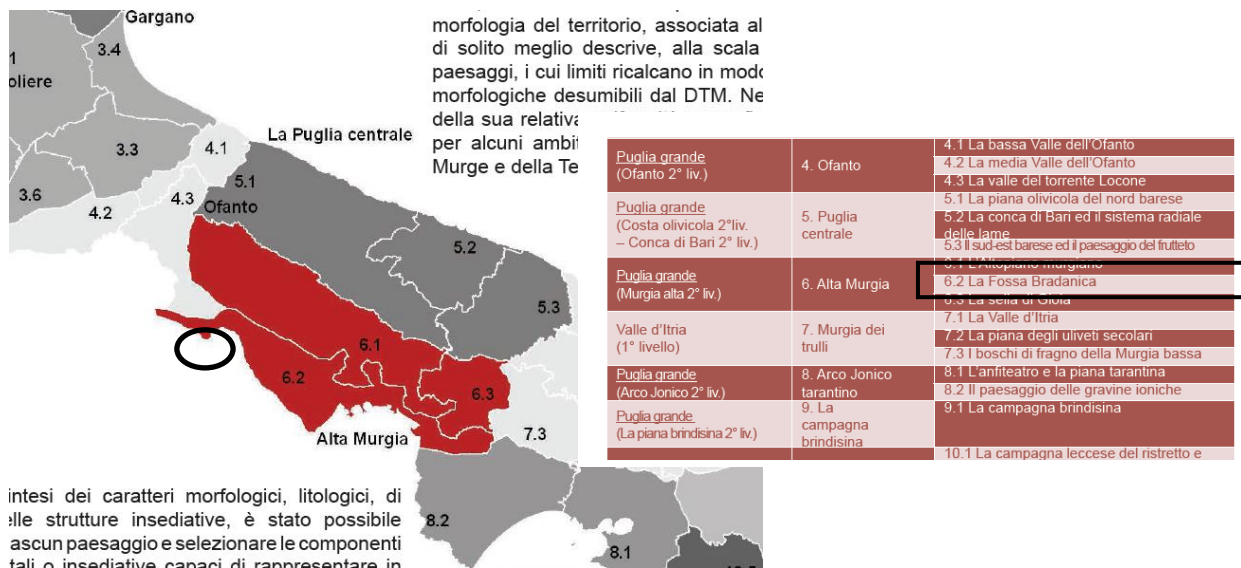 Gargano
3.4
1
oliere
3.3
4.1
La Puglia centrale
3.6
4.2
4.3
5.1
Ofanto
5.2
5.3
6.1
6.2
6.3
Alta Murgia
7.3
8.2
8.1
morfologia del territorio, associata al
di solito meglio descrive, alla scala
paesaggi, i cui limiti ricalcano in modo
morfologiche desumibili dal DTM. Ne
della sua relativa
per alcuni ambit
Murge e della Te
Puglia grande
(Ofanto 2° liv.)
4. Ofanto
4.1 La bassa Valle dell'Ofanto
4.2 La media Valle dell'Ofanto
4.3 La valle del torrente Locone
Puglia grande
(Costa olivicola 2°liv.
– Conca di Bari 2° liv.)
5. Puglia
centrale
5.1 La piana olivicola del nord barese
5.2 La conca di Bari ed il sistema radiale
delle lame
5.3 Il sud-est barese ed il paesaggio del frutteto
Puglia grande
(Murgia alta 2° liv.)
6. Alta Murgia
6.1 L'Altopiano murgiano
6.2 La Fossa Bradanica
6.3 La sella di Gioia
Valle d'Itria
(1° livello)
7. Murgia dei
trulli
7.1 La Valle d'Itria
7.2 La piana degli uliveti secolari
7.3 I boschi di fragno della Murgia bassa
Puglia grande
(Arco Jonico 2° liv.)
8. Arco Jonico
tarantino
8.1 L'anfiteatro e la piana tarantina
8.2 Il paesaggio delle gravine ioniche
Puglia grande
(La piana brindisina 2° liv.)
9. La
campagna
brindisina
9.1 La campagna brindisina
10.1 La campagna leccese del ristretto e
intesi dei caratteri morfologici, litologici, di
elle strutture insediative, è stato possibile
ascun paesaggio e selezionare le componenti
tali o insediative capaci di rappresentare in